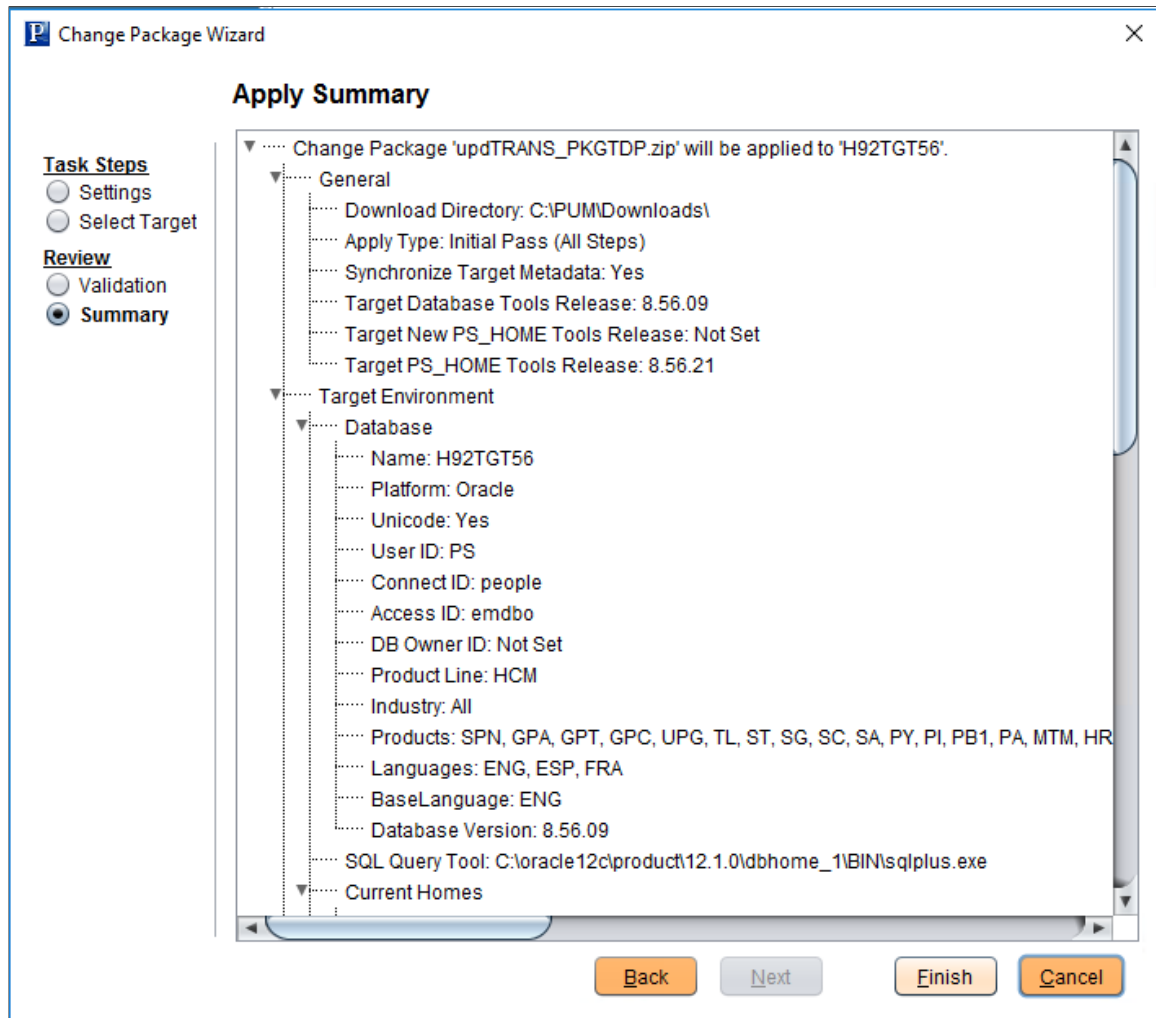 Change Package Wizard
Apply Summary
Task Steps
Settings
Select Target
Review
Validation
Summary
Change Package 'updTRANS_PKGTDP.zip' will be applied to 'H92TGT56'.
General
Download Directory: C:\PUM\Downloads\
Apply Type: Initial Pass (All Steps)
Synchronize Target Metadata: Yes
Target Database Tools Release: 8.56.09
Target New PS_HOME Tools Release: Not Set
Target PS_HOME Tools Release: 8.56.21
Target Environment
Database
Name: H92TGT56
Platform: Oracle
Unicode: Yes
User ID: PS
Connect ID: people
Access ID: emdbo
DB Owner ID: Not Set
Product Line: HCM
Industry: All
Products: SPN, GPA, GPT, GPC, UPG, TL, ST, SG, SC, SA, PY, PI, PB1, PA, MTM, HR
Languages: ENG, ESP, FRA
BaseLanguage: ENG
Database Version: 8.56.09
SQL Query Tool: C:\oracle12c\product\12.1.0\dbhome_1\BIN\sqlplus.exe
Current Homes
Back Next Finish Cancel